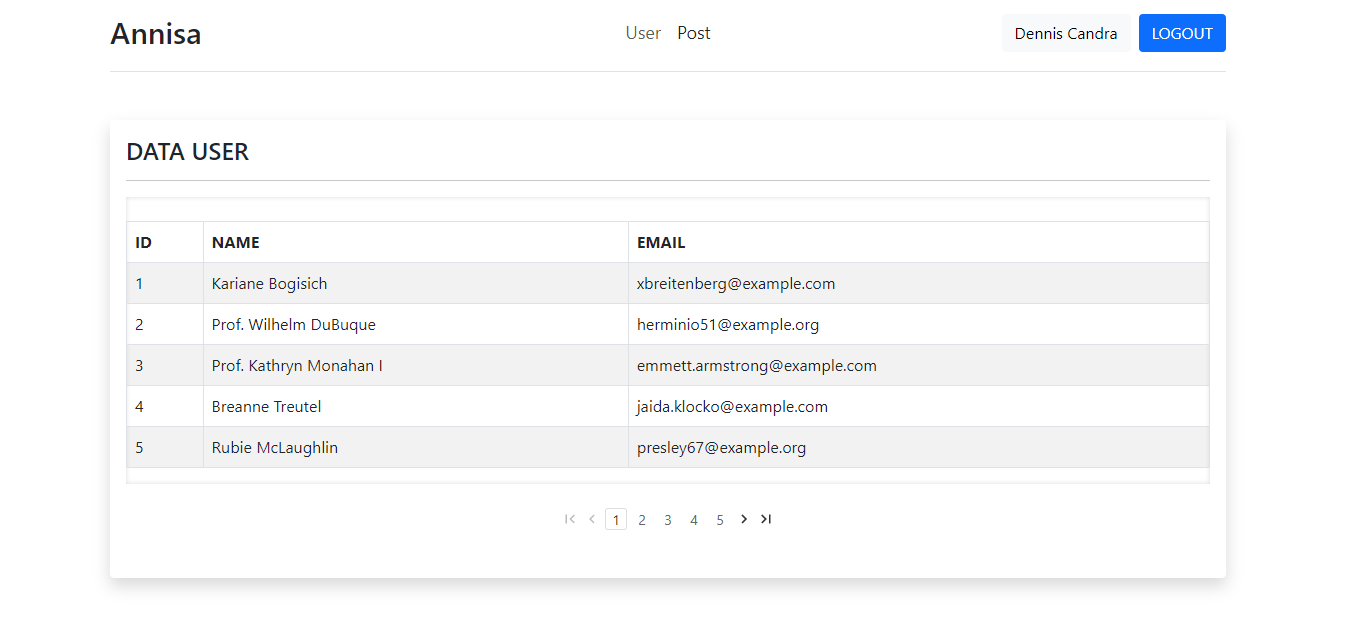 Annisa User Post Dennis Candra LOGOUT
DATA USER
ID NAME EMAIL
1 Kariane Bogisich xbreitenberg@example.com
2 Prof. Wilhelm DuBuque herminio51@example.org
3 Prof. Kathryn Monahan I emmett.armstrong@example.com
4 Breanne Treutel jaida.klocko@example.com
5 Rubie McLaughlin presley67@example.org
1 2 3 4 5